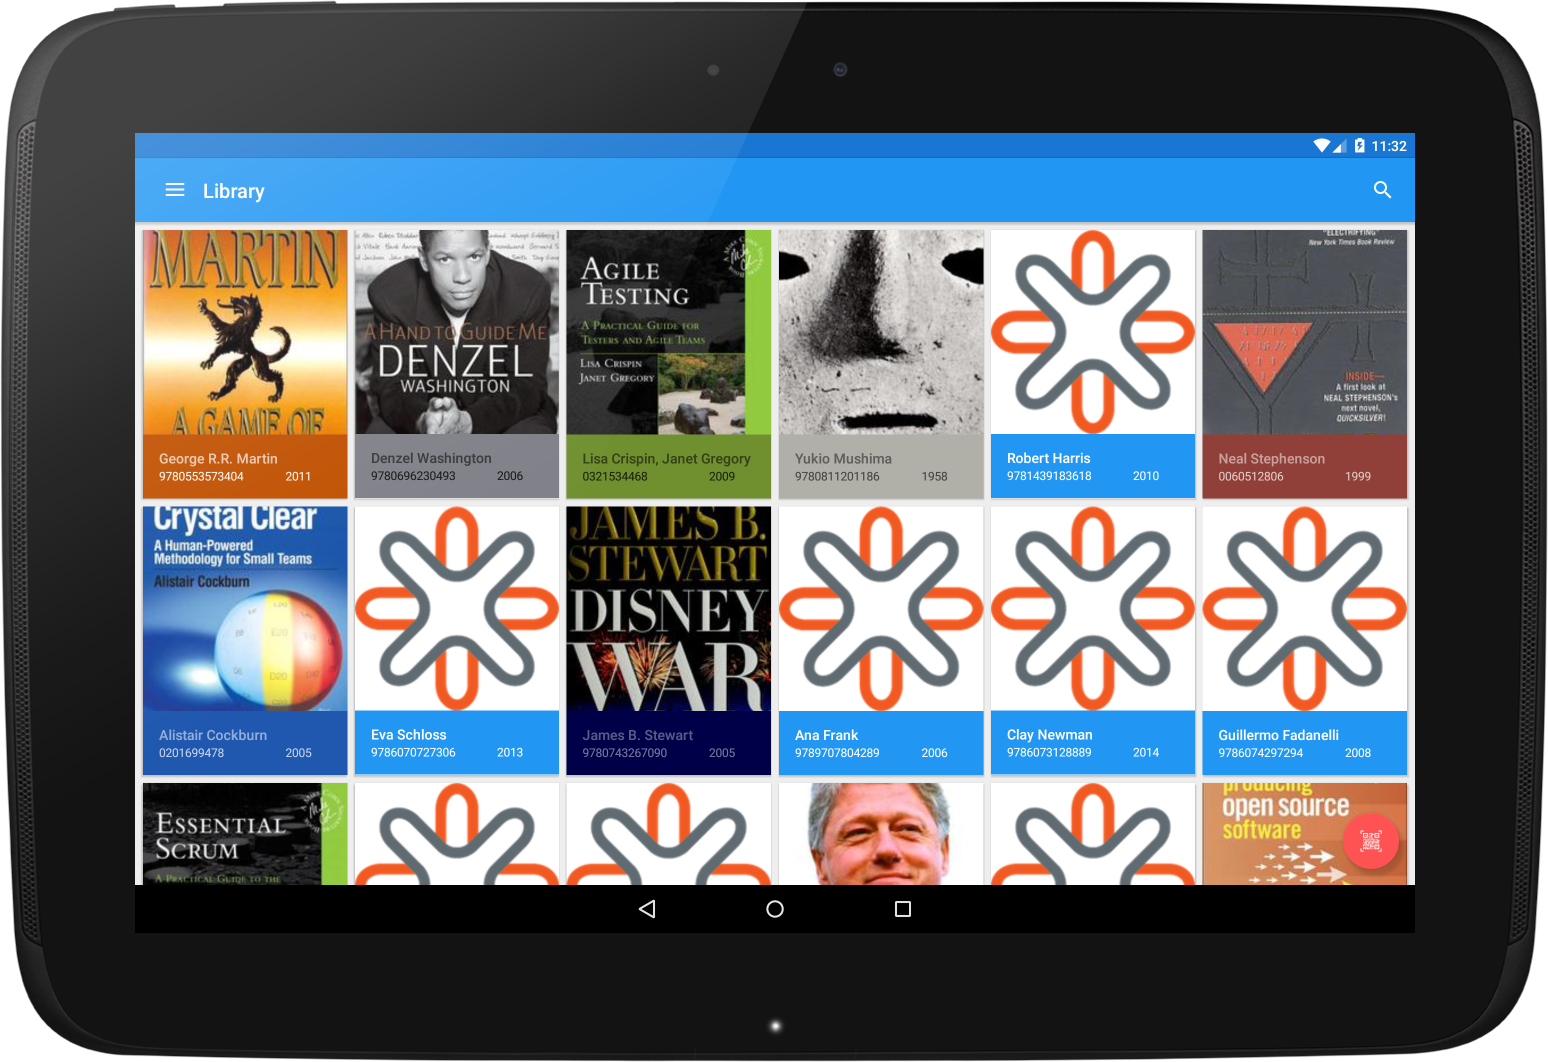 11:32
Library
MARTIN
A GAME OF
George R.R. Martin
9780553573404 2011
A HAND TO GUIDE ME
DENZEL
WASHINGTON
Denzel Washington
9780696230493 2006
AGILE
TESTING
A PRACTICAL GUIDE FOR
TESTERS AND AGILE TEAMS
LISA CRISPIN
JANET GREGORY
Lisa Crispin, Janet Gregory
0321534468 2009
Yukio Mushima
9780811201186 1958
Robert Harris
9781439183618 2010
"ELECTRIFYING"
New York Times Book Review
INSIDE—
A first look at
NEAL STEPHENSON's
next novel,
QUICKSILVER!
Neal Stephenson
0060512806 1999
Crystal Clear
A Human-Powered
Methodology for Small Teams
Alistair Cockburn
Alistair Cockburn
0201699478 2005
Eva Schloss
9786070727306 2013
JAMES B.
STEWART
DISNEY
WAR
James B. Stewart
9780743267090 2005
Ana Frank
9789707804289 2006
Clay Newman
9786073128889 2014
Guillermo Fadanelli
9786074297294 2008
ESSENTIAL
SCRUM
A PRACTICAL GUIDE TO THE
producing
open source
software